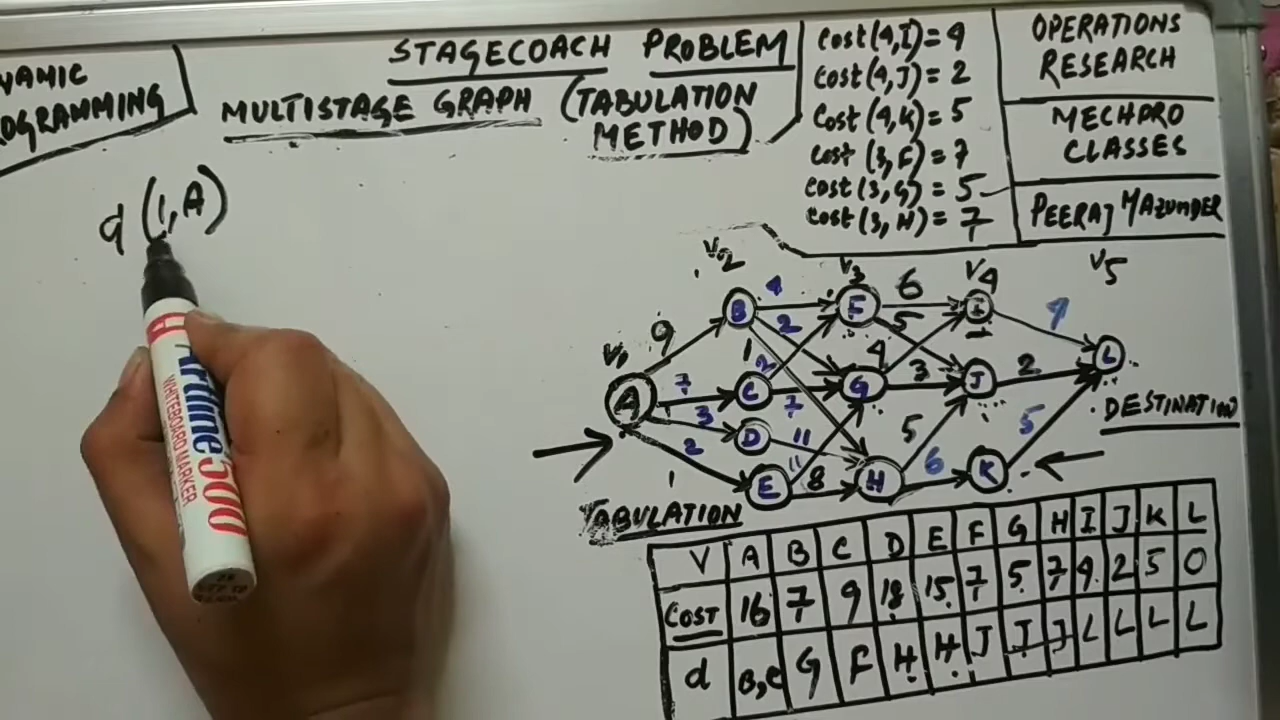 NAMIC
OGRAMMING
STAGECOACH PROBLEM
MULTISTAGE GRAPH (TABULATION
METHOD)
Cost(4,I)=4
Cost(4,J)=2
Cost(4,K)=5
Cost(3,F)=7
Cost(3,G)=5
Cost(3,H)=7
OPERATIONS
RESEARCH
MECHPRO
CLASSES
PEERAJ MAZUMDER
d(1,A)
V1 V2 V3 V4 V5
B 4 F 6 I 4
9 2 5
1 2 4
A 7 C 7 G 3 J 2 L
3 D 11 5 5
2 11 6
1 E 8 H K
DESTINATION
TABULATION
V A B C D E F G H I J K L
COST 16 7 9 18 15 7 5 7 4 2 5 0
d B,C G F H H J J J L L L L
Artline 500
WHITEBOARD MARKER